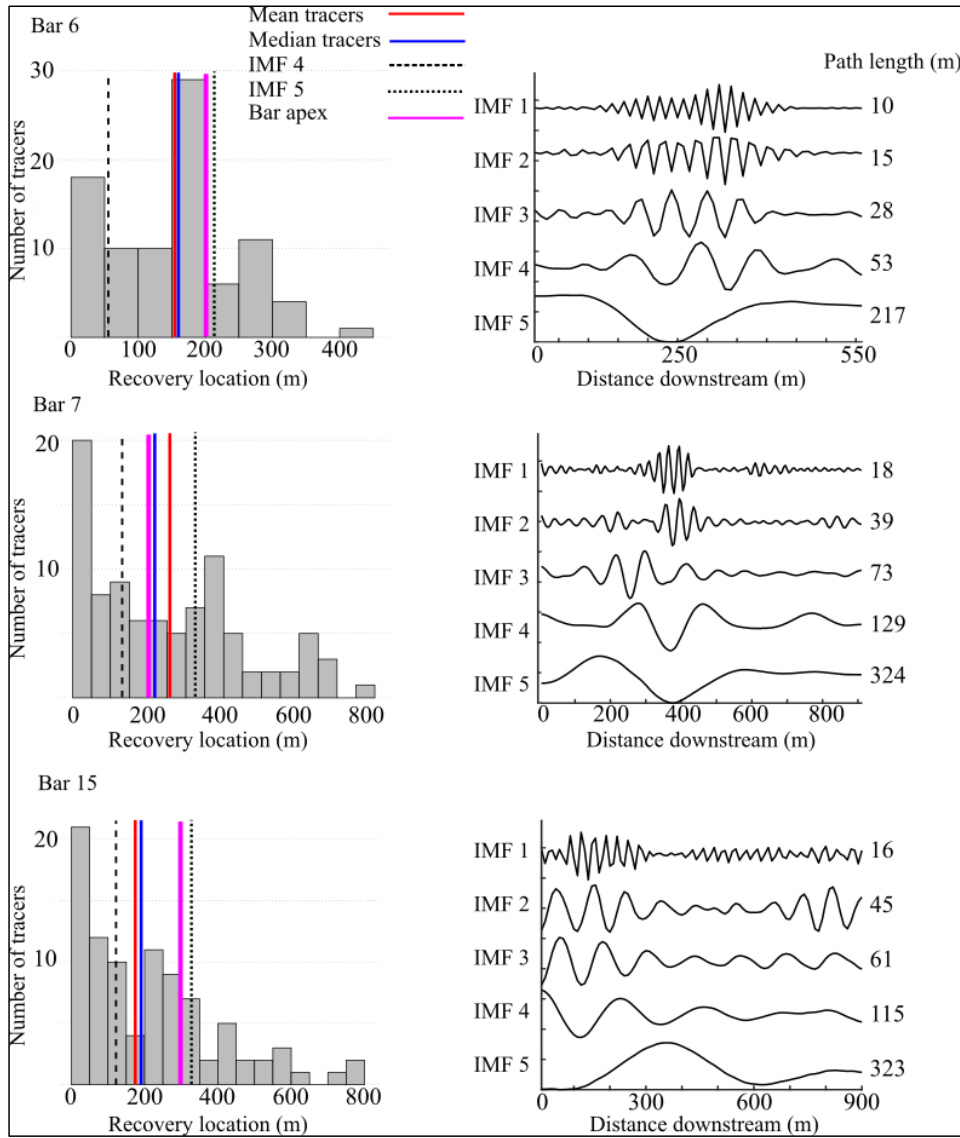 Bar 6
Mean tracers
Median tracers
IMF 4
IMF 5
Bar apex
Number of tracers
30
20
10
0 100 200 300 400
Recovery location (m)
Path length (m)
IMF 1 10
IMF 2 15
IMF 3 28
IMF 4 53
IMF 5 217
0 250 550
Distance downstream (m)
Bar 7
Number of tracers
20
10
0 200 400 600 800
Recovery location (m)
IMF 1 18
IMF 2 39
IMF 3 73
IMF 4 129
IMF 5 324
0 200 400 600 800
Distance downstream (m)
Bar 15
Number of tracers
20
10
0 200 400 600 800
Recovery location (m)
IMF 1 16
IMF 2 45
IMF 3 61
IMF 4 115
IMF 5 323
0 300 600 900
Distance downstream (m)